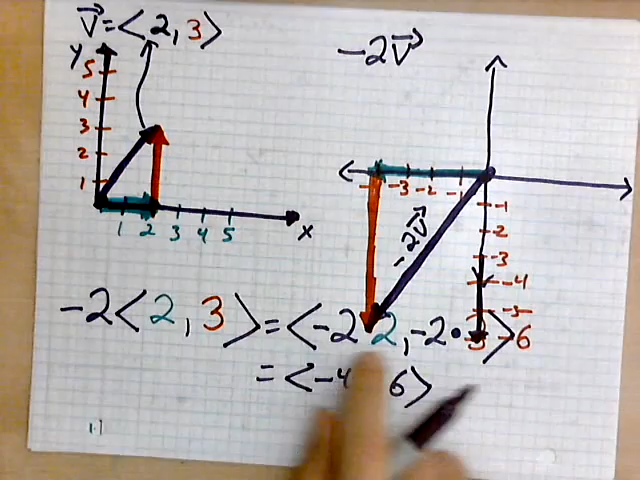 v⃗ = <2, 3>
-2v⃗
y
5
4
3
2
1
1 2 3 4 5 x
-3 -2 -1
-1
-2
-3
-4
-5
-6
-2v⃗
-2<2, 3> = <-2 2, -2 · 3>
= <-4 6>